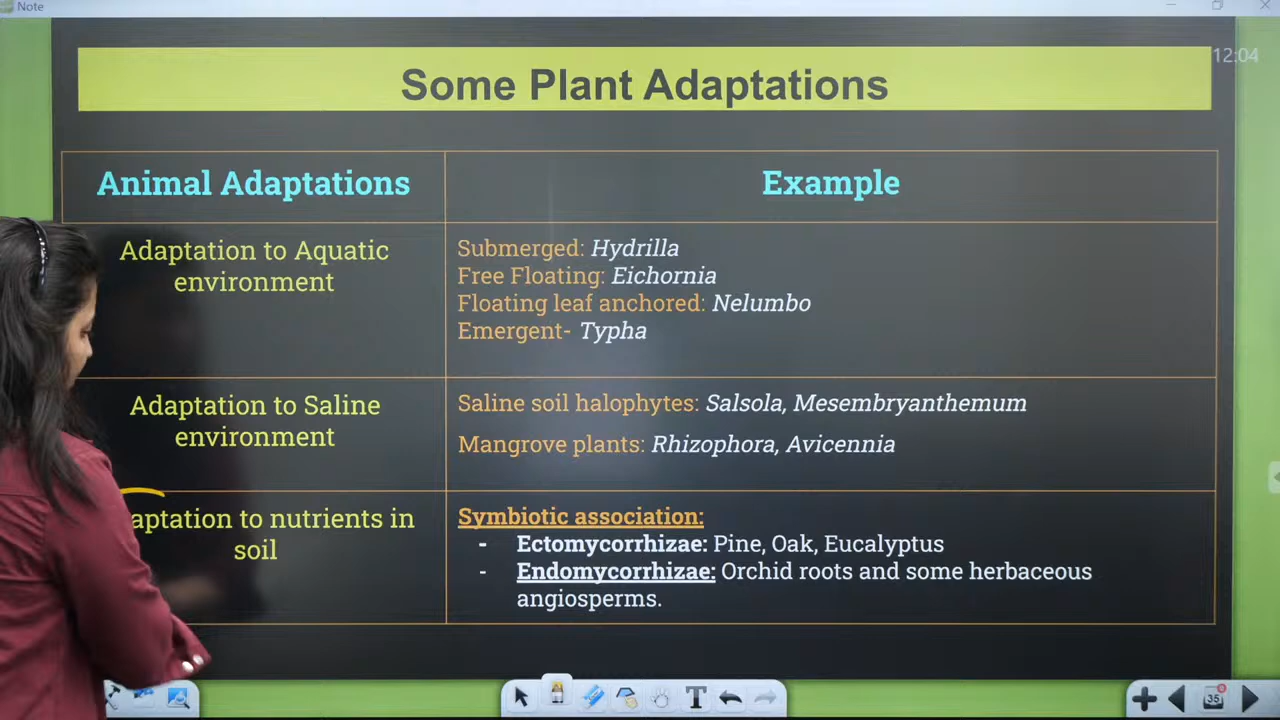 Note
12:04
Some Plant Adaptations
Animal Adaptations
Example
Adaptation to Aquatic
environment
Submerged: Hydrilla
Free Floating: Eichornia
Floating leaf anchored: Nelumbo
Emergent- Typha
Adaptation to Saline
environment
Saline soil halophytes: Salsola, Mesembryanthemum
Mangrove plants: Rhizophora, Avicennia
aptation to nutrients in
soil
Symbiotic association:
- Ectomycorrhizae: Pine, Oak, Eucalyptus
- Endomycorrhizae: Orchid roots and some herbaceous
angiosperms.
T
35